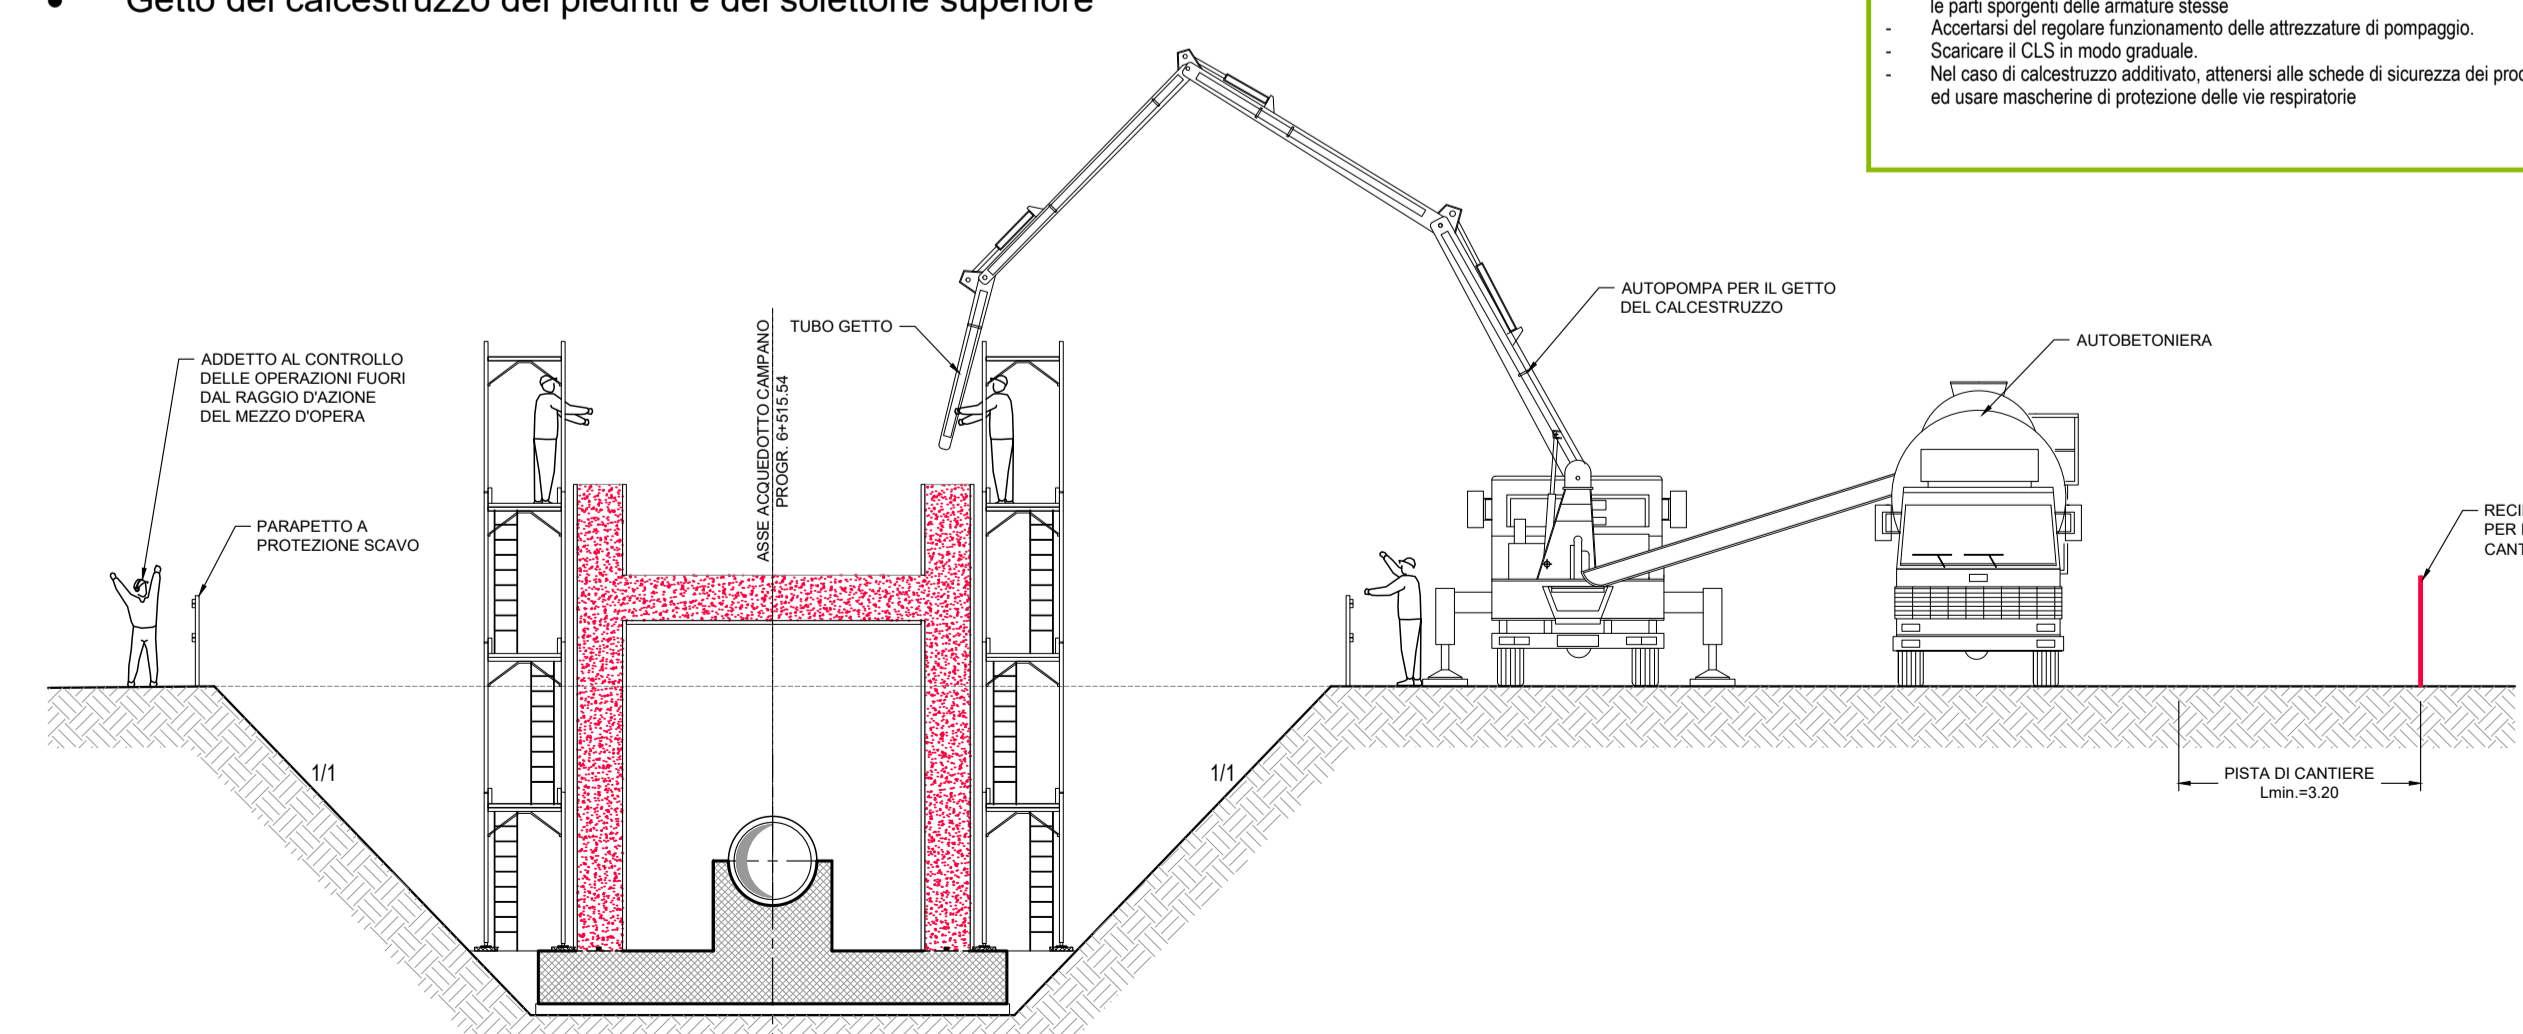 • Getto del calcestruzzo dei piedritti e del solettone superiore
le parti sporgenti delle armature stesse
- Accertarsi del regolare funzionamento delle attrezzature di pompaggio.
- Scaricare il CLS in modo graduale.
- Nel caso di calcestruzzo additivato, attenersi alle schede di sicurezza dei
ed usare mascherine di protezione delle vie respiratorie
AUTOPOMPA PER IL GETTO
DEL CALCESTRUZZO
TUBO GETTO
ASSE ACQUEDOTTO CAMPANO
PROGR. 6+515.54
AUTOBETONIERA
ADDETTO AL CONTROLLO
DELLE OPERAZIONI FUORI
DAL RAGGIO D'AZIONE
DEL MEZZO D'OPERA
PARAPETTO A
PROTEZIONE SCAVO
PER
1/1
1/1
PISTA DI CANTIERE
Lmin.=3.20